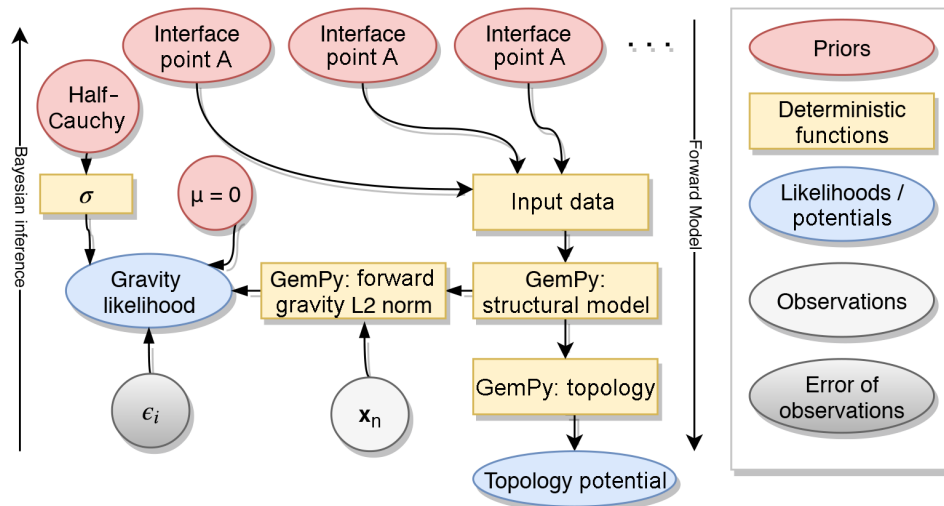 Interface
point A
Interface
point A
Interface
point A
. . .
Half-
Cauchy
σ
μ = 0
Input data
Gravity
likelihood
GemPy: forward
gravity L2 norm
GemPy:
structural model
ϵi
xn
GemPy: topology
Topology potential
Bayesian inference
Forward Model
Priors
Deterministic
functions
Likelihoods /
potentials
Observations
Error of
observations